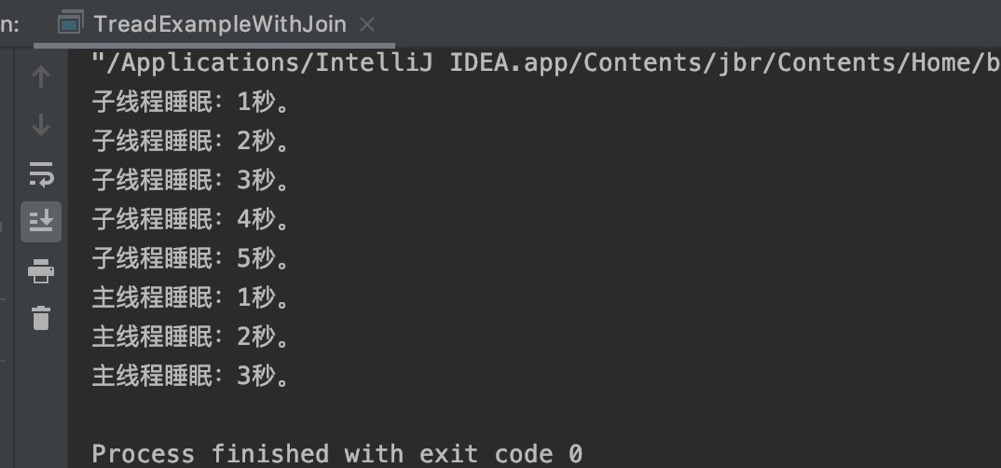 n:
TreadExampleWithJoin
"/Applications/IntelliJ IDEA.app/Contents/jbr/Contents/Home/b
子线程睡眠：1秒。
子线程睡眠：2秒。
子线程睡眠：3秒。
子线程睡眠：4秒。
子线程睡眠：5秒。
主线程睡眠：1秒。
主线程睡眠：2秒。
主线程睡眠：3秒。
Process finished with exit code 0